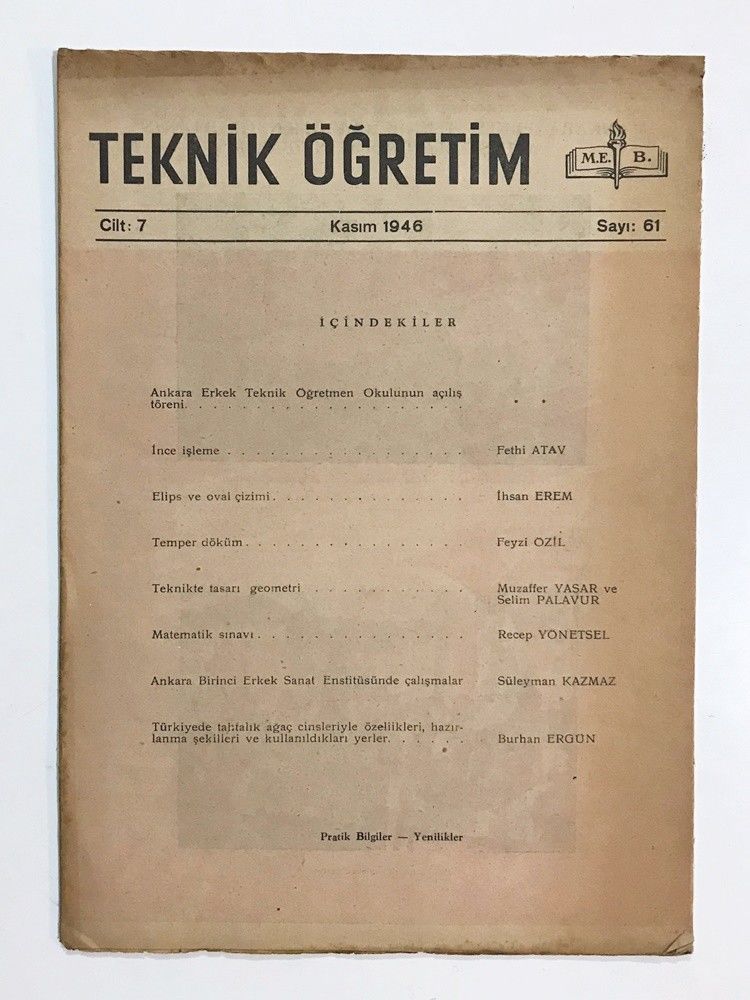 TEKNİK ÖĞRETİM
M.E. B.
Cilt: 7 Kasım 1946 Sayı: 61
İÇİNDEKİLER
Ankara Erkek Teknik Öğretmen Okulunun açılış
töreni. . . . . . . . . . . . . . . . . . . .
İnce işleme . . . . . . . . . . . . . . . . . Fethi ATAV
Elips ve oval çizimi. . . . . . . . . . . . . . İhsan EREM
Temper döküm. . . . . . . . . . . . . . . . Feyzi ÖZİL
Teknikte tasarı geometri . . . . . . . . . . . Muzaffer YAŞAR ve
Selim PALAVUR
Matematik sınavı. . . . . . . . . . . . . . . Recep YÖNETSEL
Ankara Birinci Erkek Sanat Enstitüsünde çalışmalar Süleyman KAZMAZ
Türkiyede tahtalık ağaç cinsleriyle özellikleri, hazır-
lanma şekilleri ve kullanıldıkları yerler. . . . . . Burhan ERGÜN
Pratik Bilgiler — Yenilikler